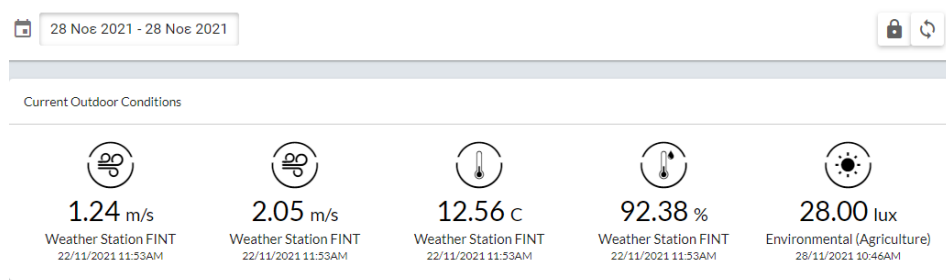 28 Νοε 2021 - 28 Νοε 2021
Current Outdoor Conditions
1.24 m/s
Weather Station FINT
22/11/2021 11:53AM
2.05 m/s
Weather Station FINT
22/11/2021 11:53AM
12.56 C
Weather Station FINT
22/11/2021 11:53AM
92.38 %
Weather Station FINT
22/11/2021 11:53AM
28.00 lux
Environmental (Agriculture)
28/11/2021 10:46AM